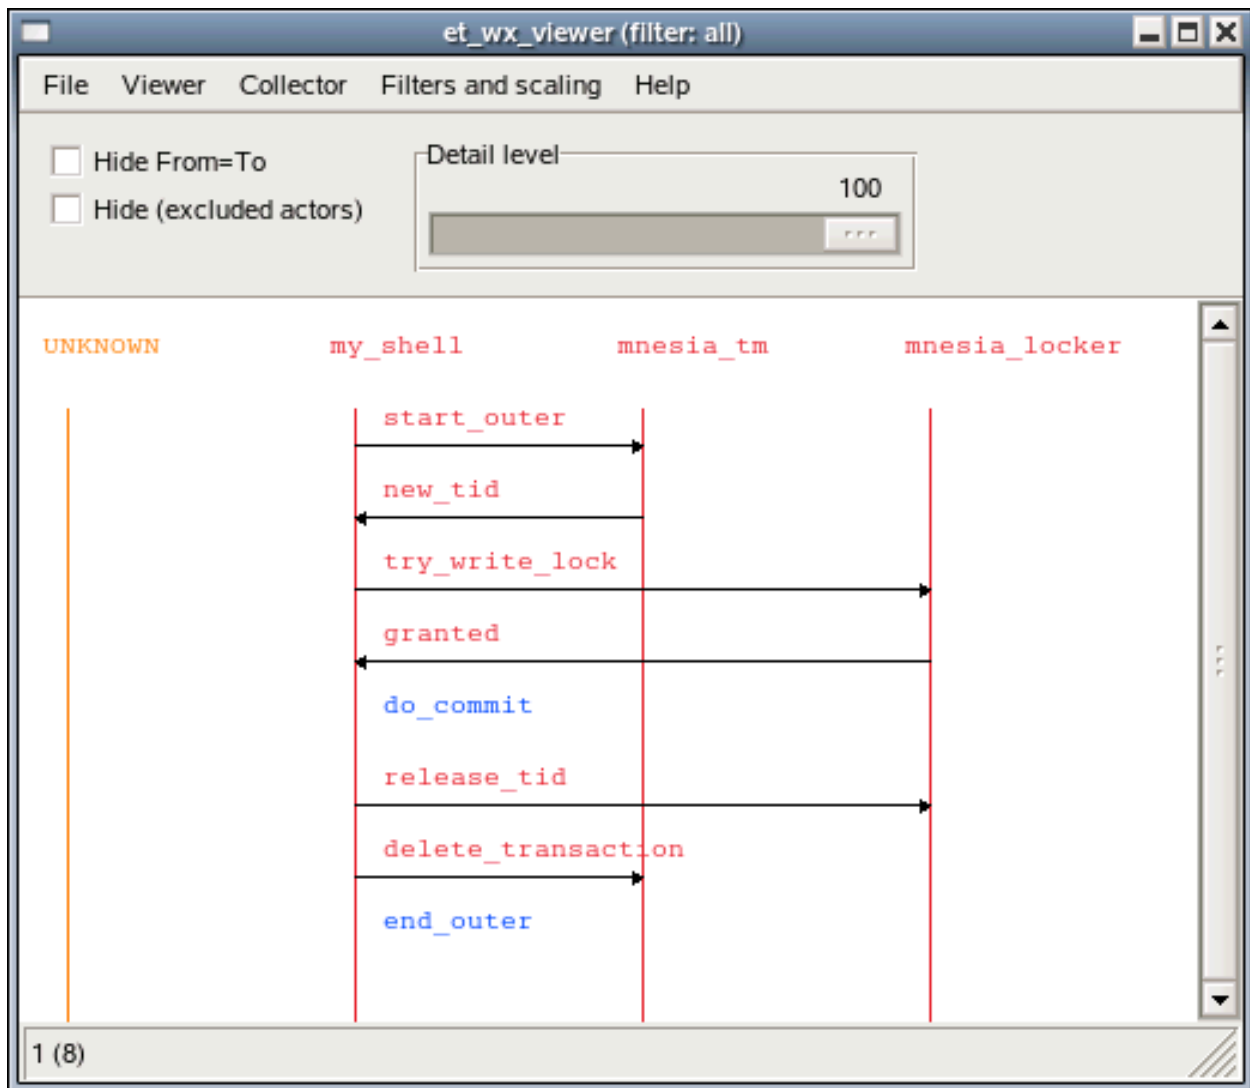 et_wx_viewer (filter: all)
File Viewer Collector Filters and scaling Help
Hide From=To
Hide (excluded actors)
Detail level
100
UNKNOWN my_shell mnesia_tm mnesia_locker
start_outer
new_tid
try_write_lock
granted
do_commit
release_tid
delete_transaction
end_outer
1 (8)